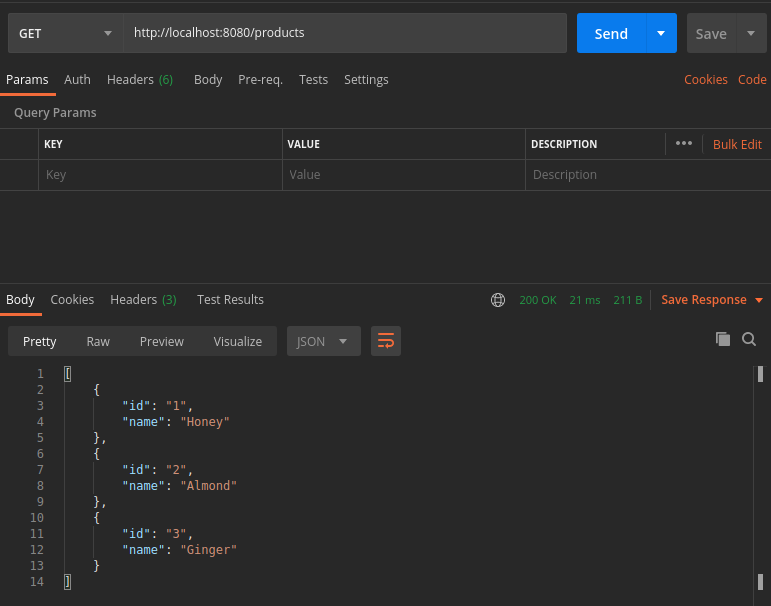 GET http://localhost:8080/products Send Save
Params Auth Headers (6) Body Pre-req. Tests Settings Cookies Code
Query Params
KEY VALUE DESCRIPTION ••• Bulk Edit
Key Value Description
Body Cookies Headers (3) Test Results 200 OK 21 ms 211 B Save Response
Pretty Raw Preview Visualize JSON
1 [
2 {
3 "id": "1",
4 "name": "Honey"
5 },
6 {
7 "id": "2",
8 "name": "Almond"
9 },
10 {
11 "id": "3",
12 "name": "Ginger"
13 }
14 ]